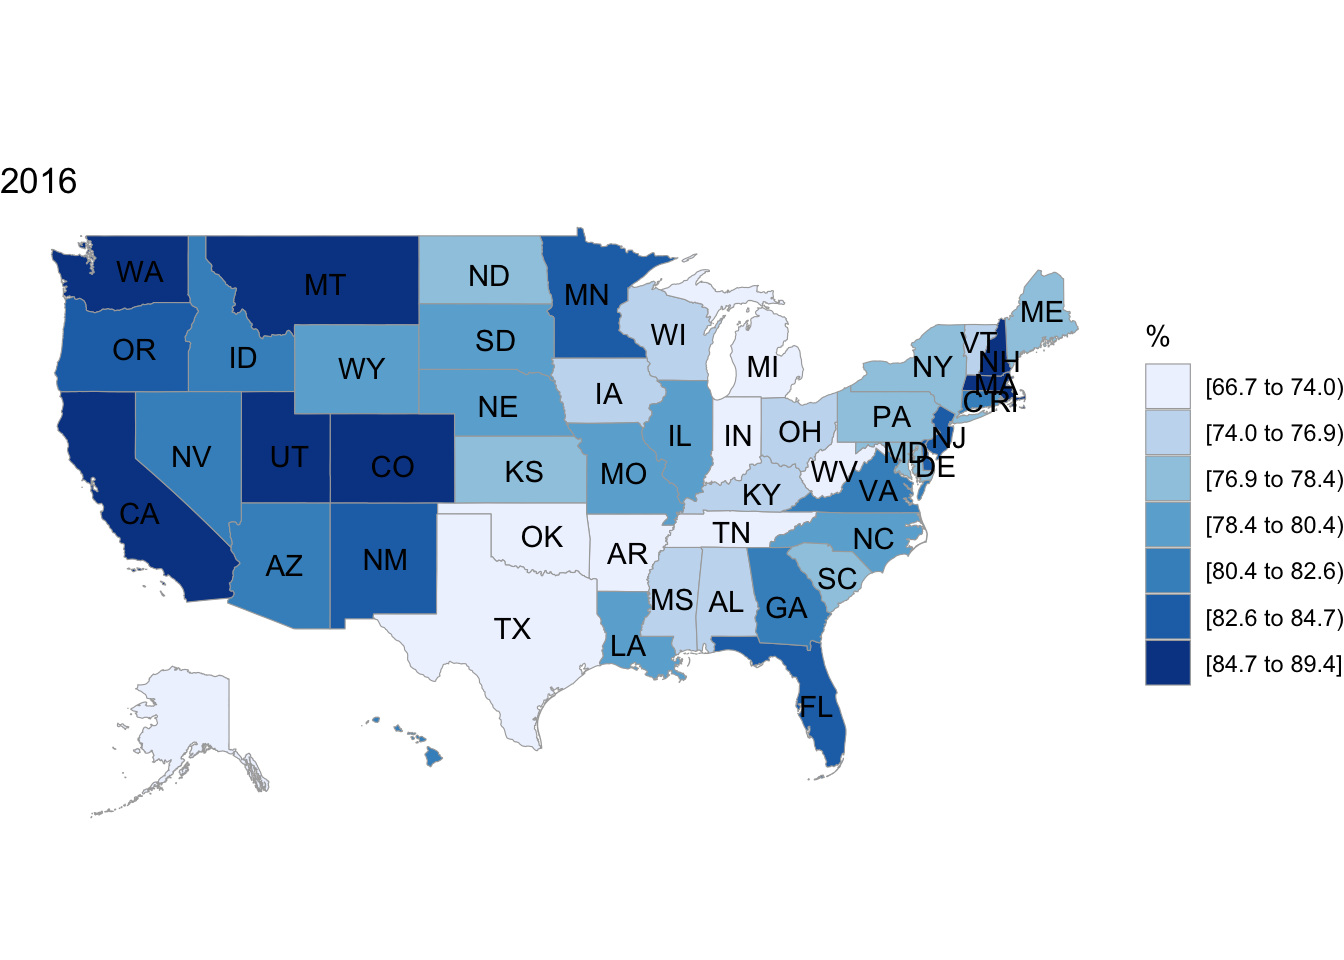 2016
WA
MT
ND
MN
ME
OR
ID
WY
SD
WI
MI
VT
NH
NY
MA
CT
RI
IA
NE
PA
NV
UT
CO
KS
MO
IL
IN
OH
NJ
MD
DE
WV
VA
KY
CA
AZ
NM
OK
AR
TN
NC
SC
MS
AL
GA
TX
LA
FL
%
[66.7 to 74.0)
[74.0 to 76.9)
[76.9 to 78.4)
[78.4 to 80.4)
[80.4 to 82.6)
[82.6 to 84.7)
[84.7 to 89.4]